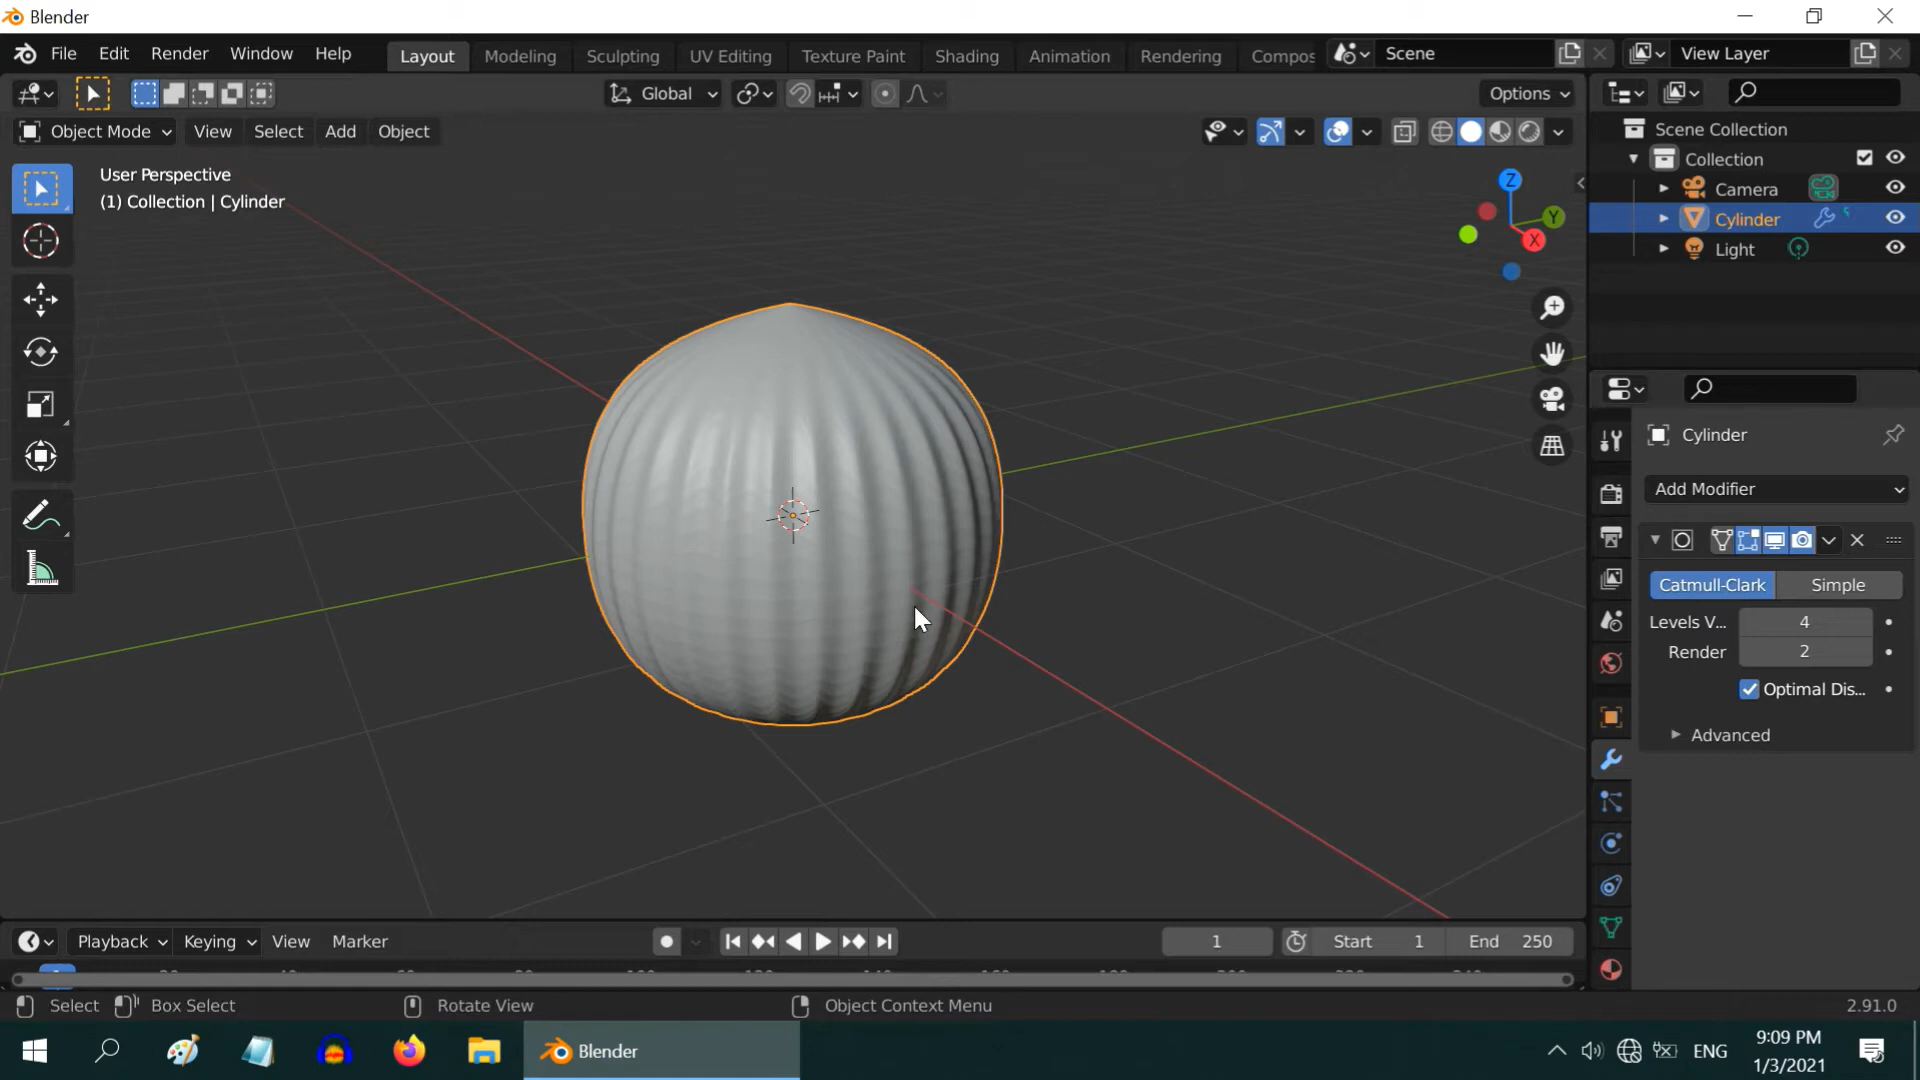 Blender
File Edit Render Window Help Layout Modeling Sculpting UV Editing Texture Paint Shading Animation Rendering Compos Scene View Layer
Global Options
Object Mode View Select Add Object
User Perspective
(1) Collection | Cylinder
Z
Y
X
Scene Collection
Collection
Camera
Cylinder
Light
Cylinder
Add Modifier
Catmull-Clark Simple
Levels V... 4
Render 2
Optimal Dis...
Advanced
Playback Keying View Marker 1 Start 1 End 250
Select Box Select Rotate View Object Context Menu 2.91.0
Blender ENG 9:09 PM
1/3/2021